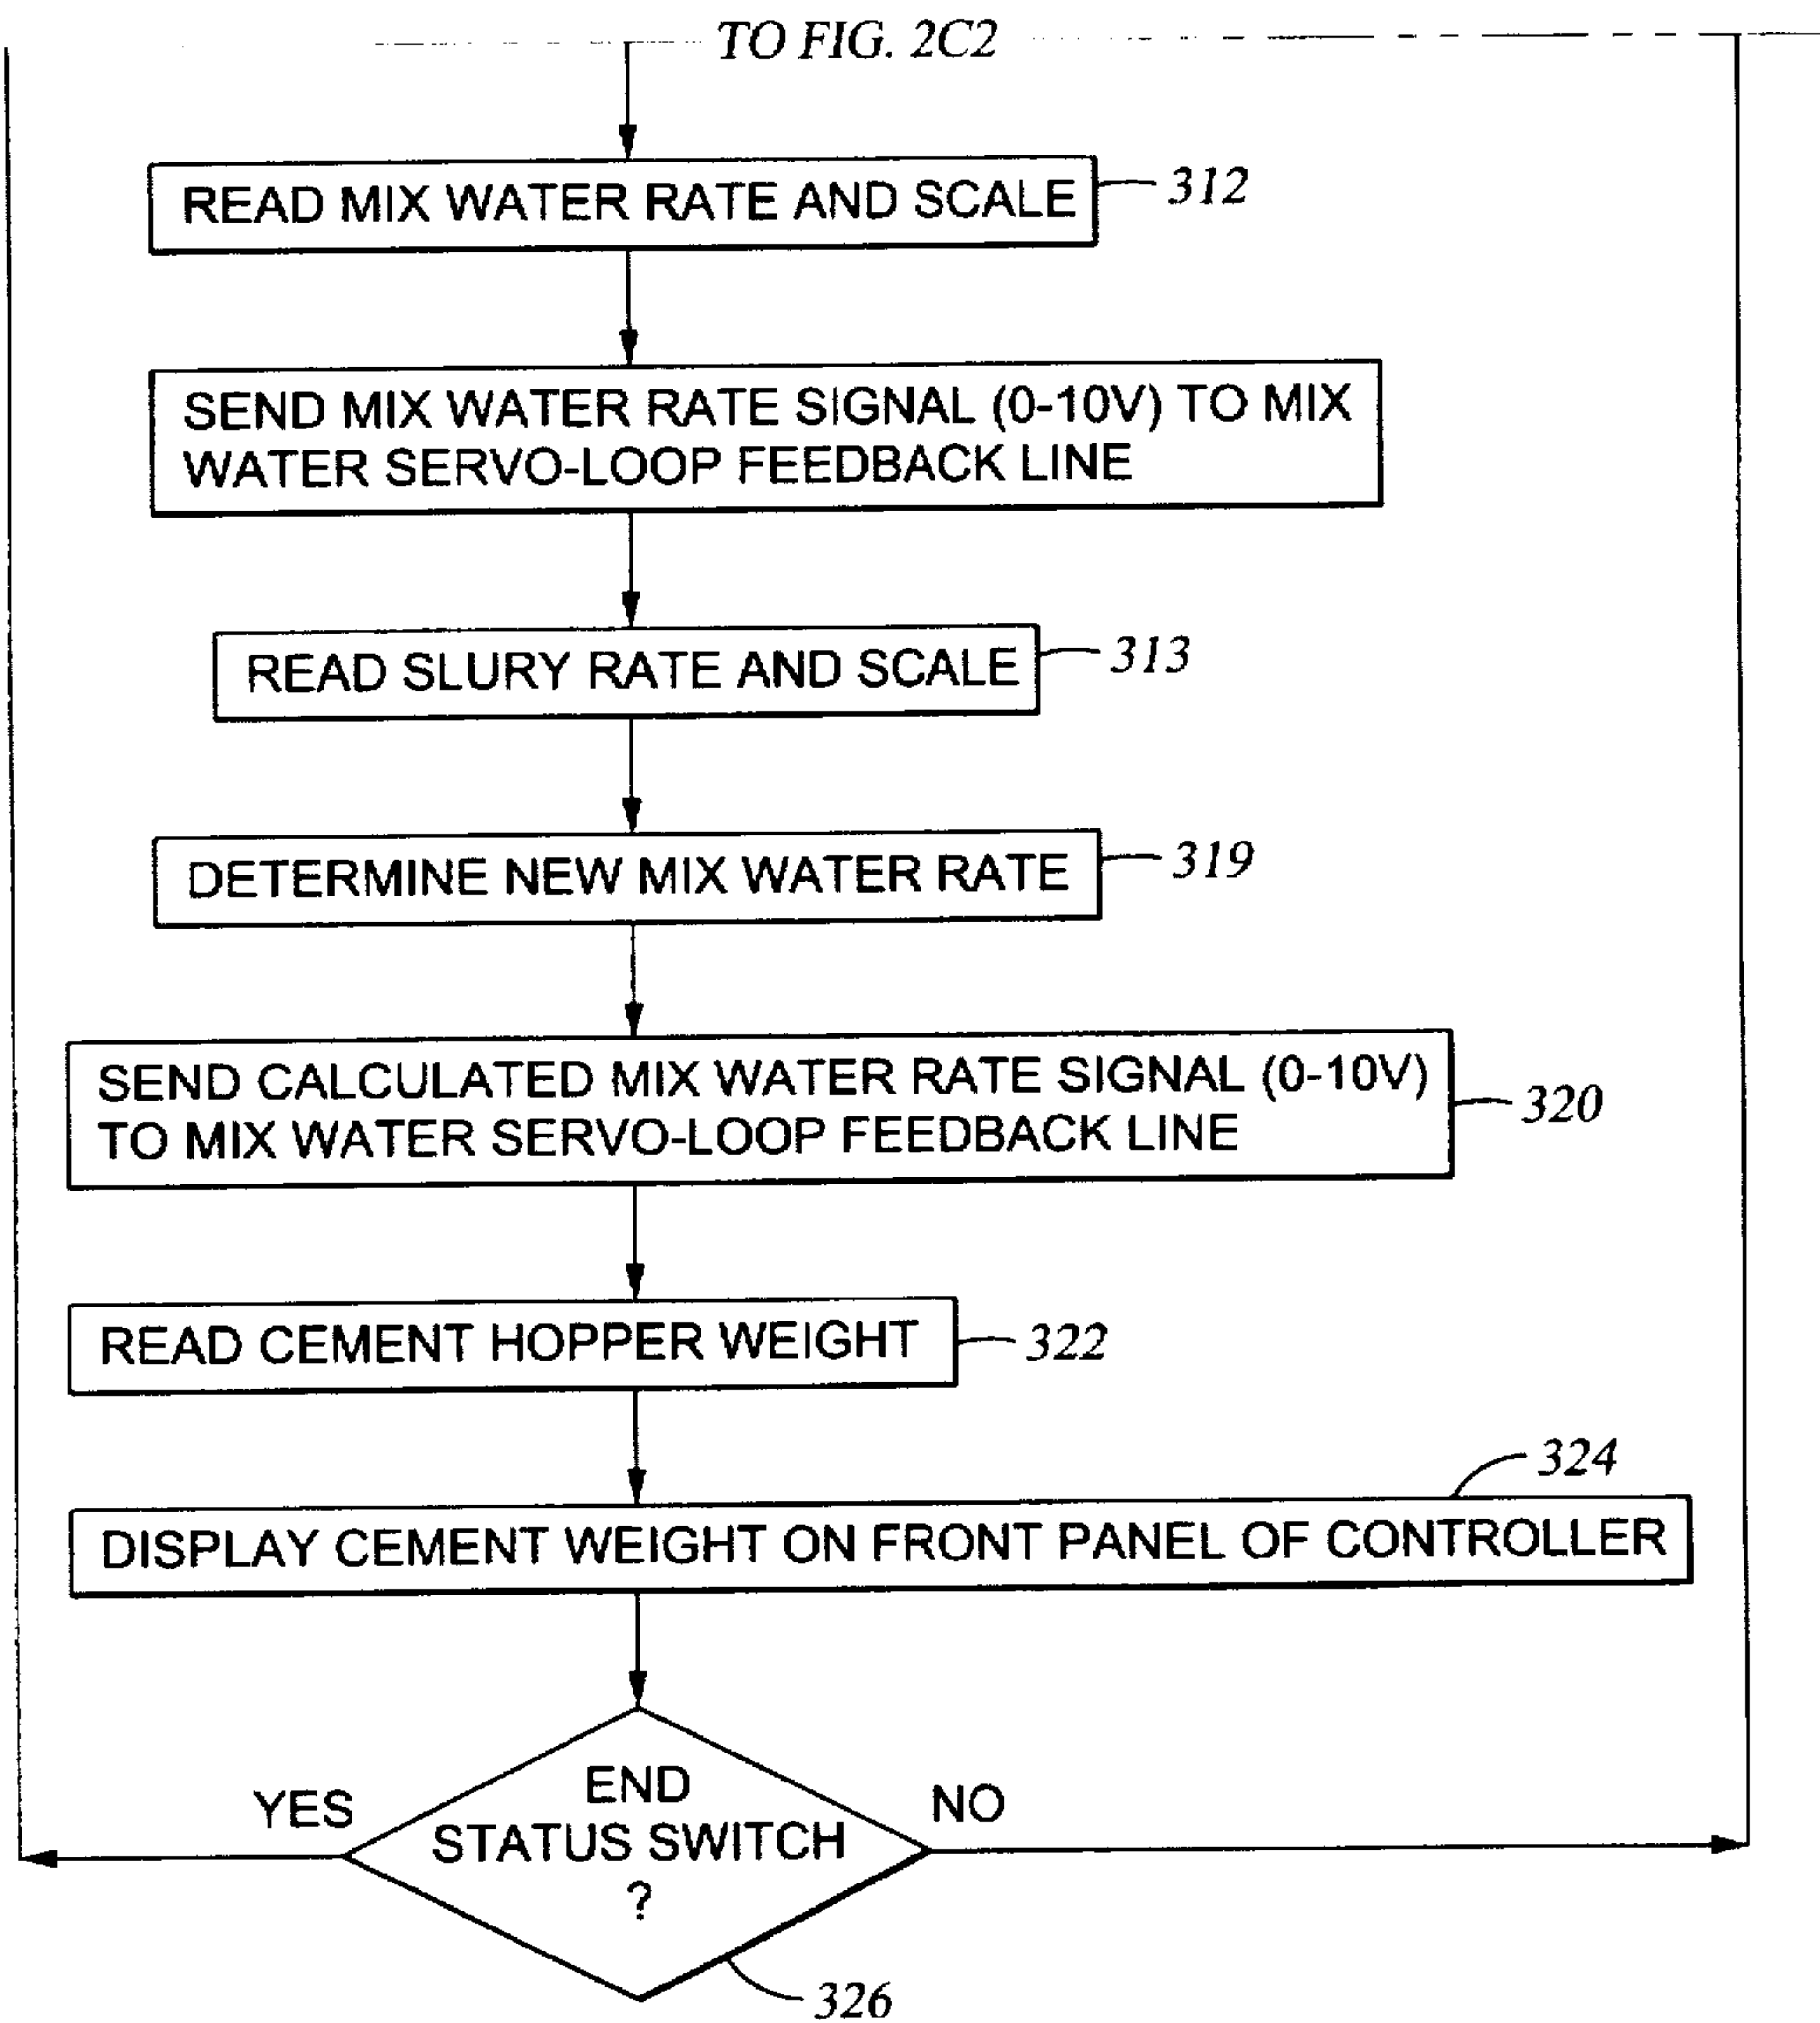 TO FIG. 2C2
READ MIX WATER RATE AND SCALE
312
SEND MIX WATER RATE SIGNAL (0-10V) TO MIX
WATER SERVO-LOOP FEEDBACK LINE
READ SLURY RATE AND SCALE
313
DETERMINE NEW MIX WATER RATE
319
SEND CALCULATED MIX WATER RATE SIGNAL (0-10V)
TO MIX WATER SERVO-LOOP FEEDBACK LINE
320
READ CEMENT HOPPER WEIGHT
322
324
DISPLAY CEMENT WEIGHT ON FRONT PANEL OF CONTROLLER
YES
END
STATUS SWITCH
?
NO
326